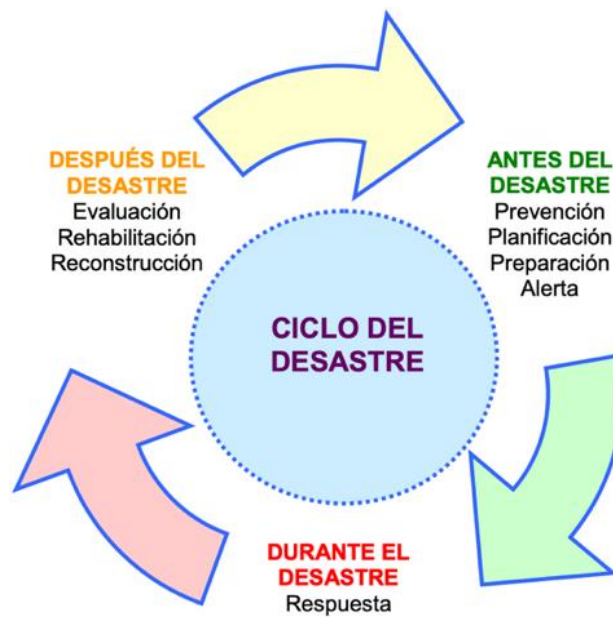 DESPUÉS DEL
DESASTRE
Evaluación
Rehabilitación
Reconstrucción
ANTES DEL
DESASTRE
Prevención
Planificación
Preparación
Alerta
CICLO DEL
DESASTRE
DURANTE EL
DESASTRE
Respuesta